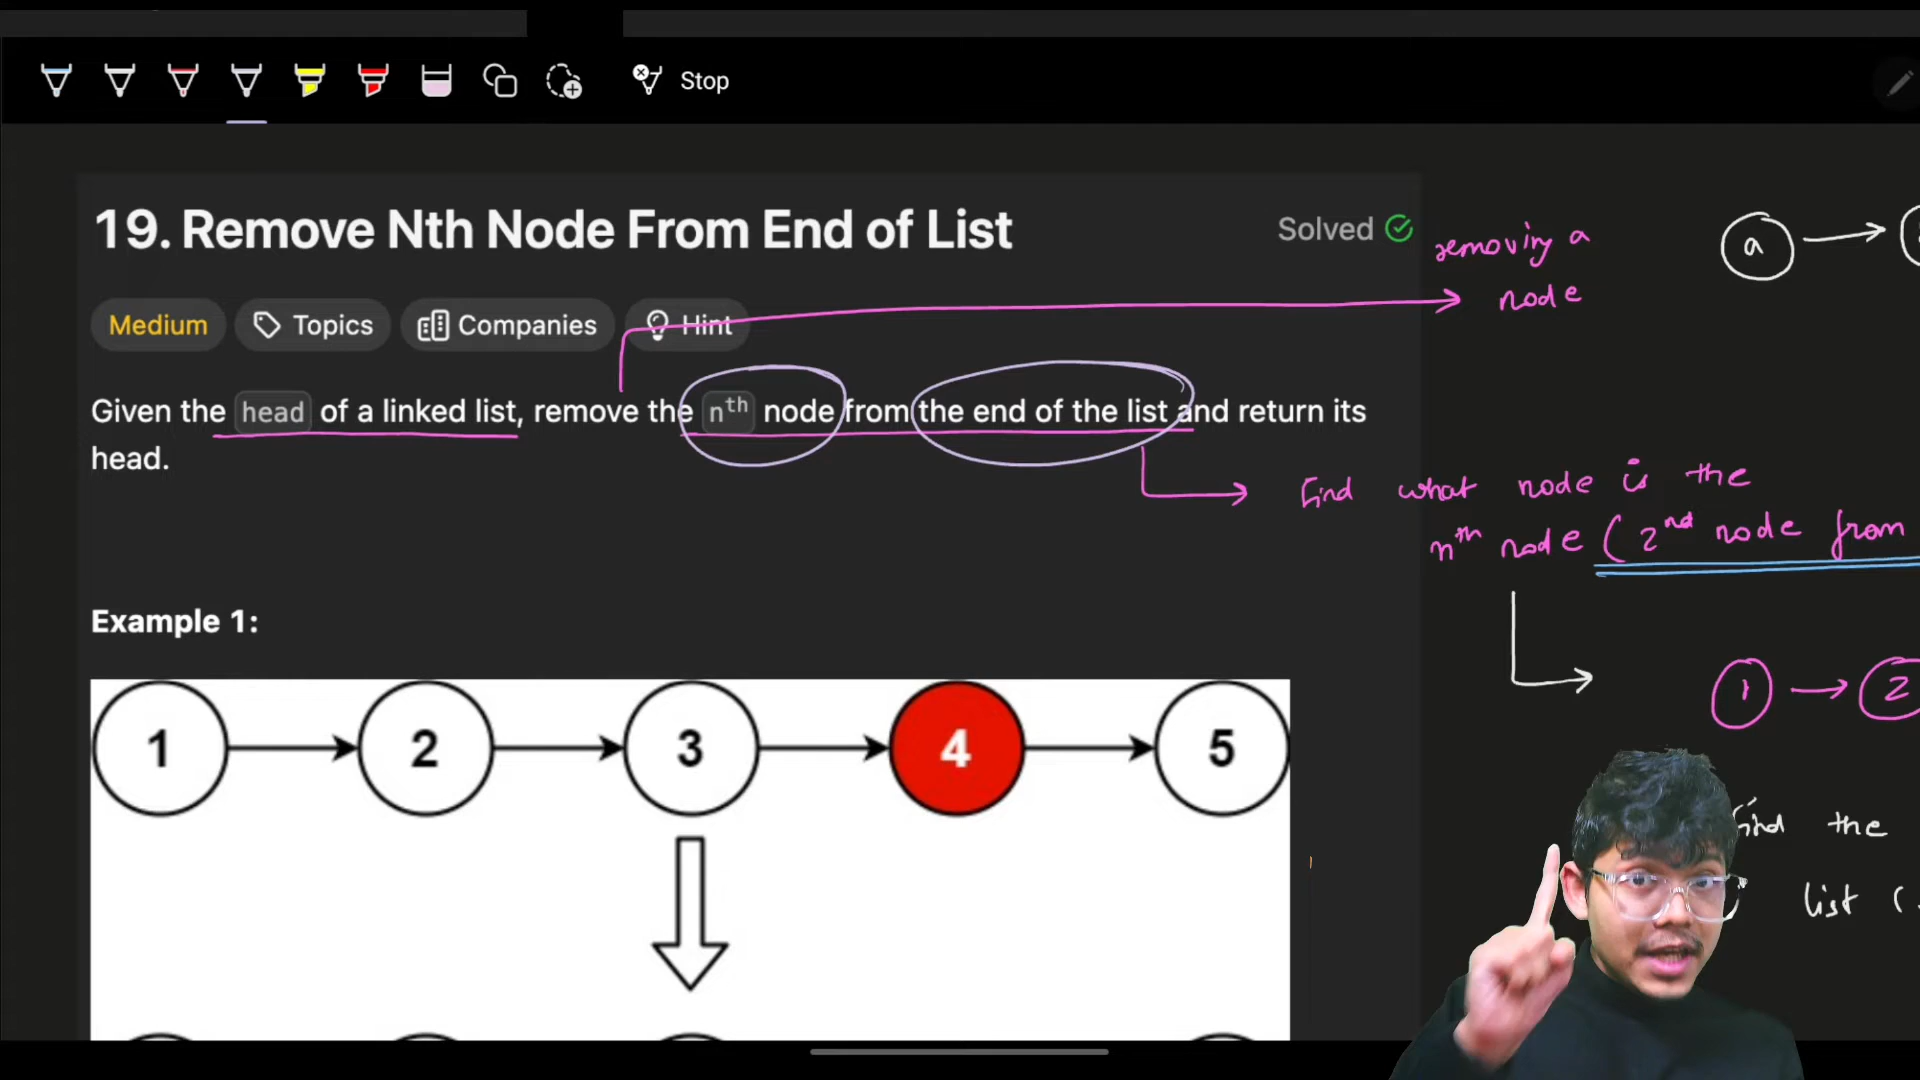 Stop
19. Remove Nth Node From End of List
Solved
removing a
node
a
Medium
Topics
Companies
Hint
Given the head of a linked list, remove the nth node from the end of the list and return its
head.
find what node is the
nth node (2nd node from
Example 1:
1
2
3
4
5
1
2
find the
list (